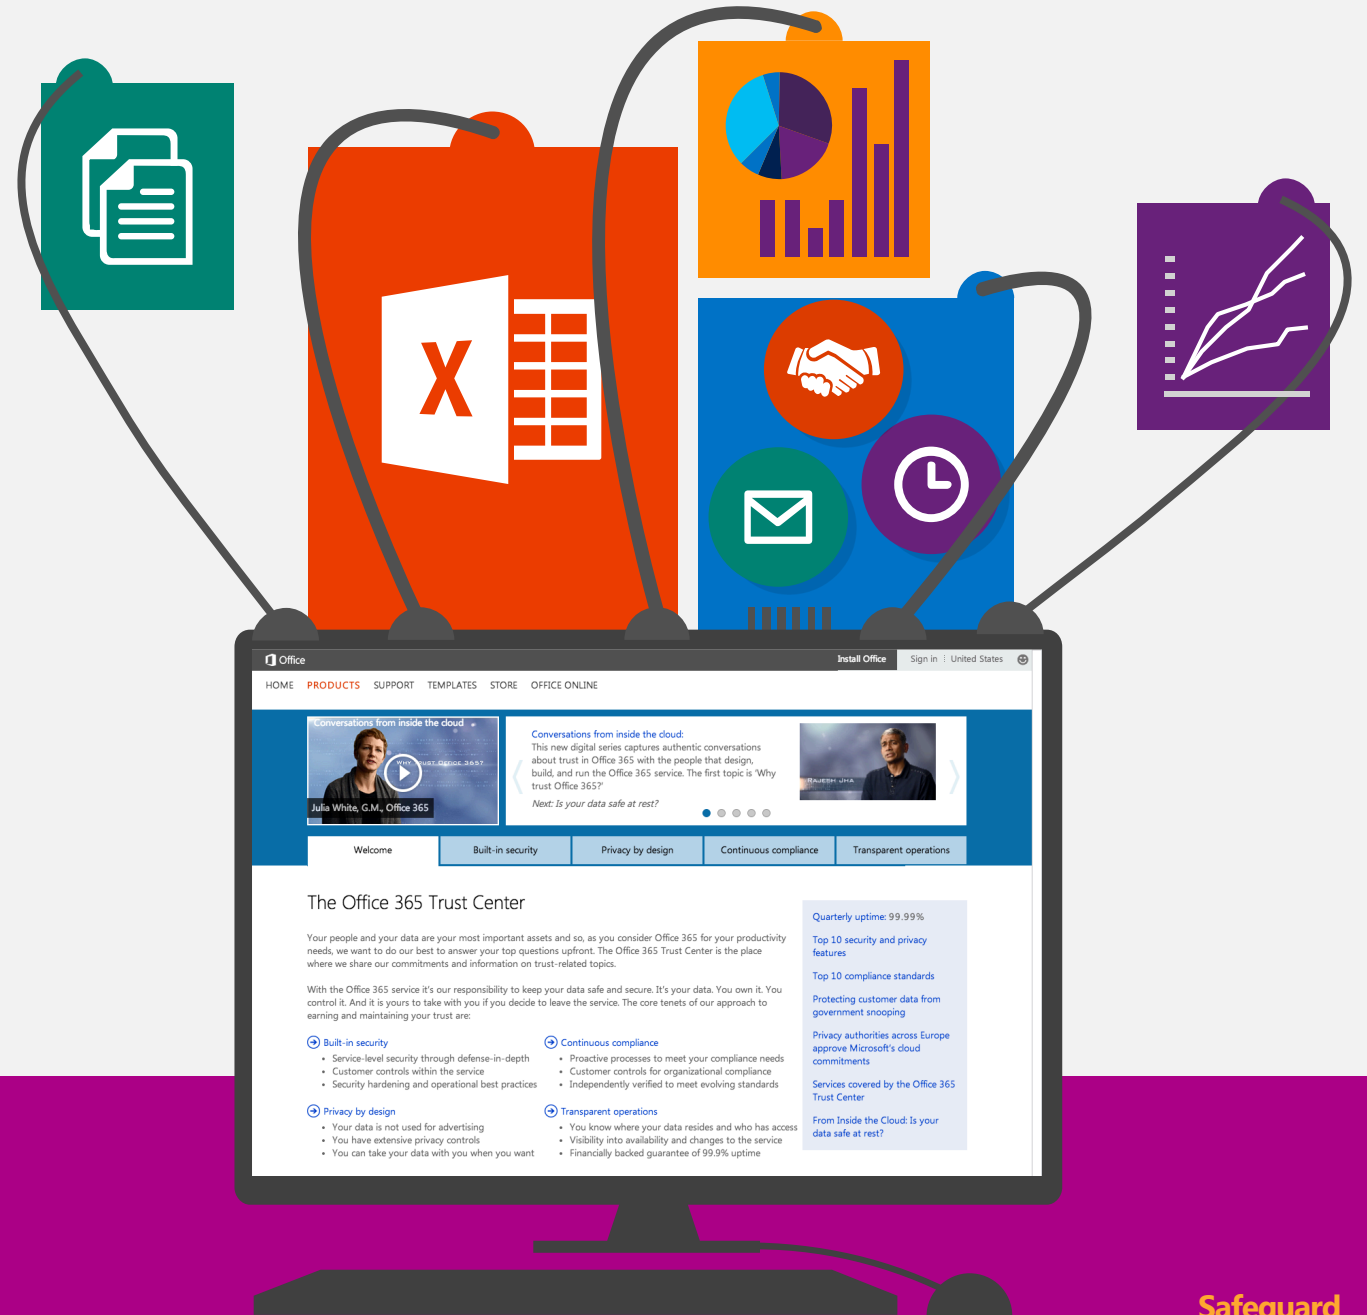 X
Office
Install Office
Sign in
United States
HOME PRODUCTS SUPPORT TEMPLATES STORE OFFICE ONLINE
Conversations from inside the cloud
WHY TRUST OFFICE 365?
Julia White, G.M., Office 365
Conversations from inside the cloud:
This new digital series captures authentic conversations
about trust in Office 365 with the people that design,
build, and run the Office 365 service. The first topic is ‘Why
trust Office 365?’
Next: Is your data safe at rest?
RAJESH JHA
Welcome
Built-in security
Privacy by design
Continuous compliance
Transparent operations
The Office 365 Trust Center
Your people and your data are your most important assets and so, as you consider Office 365 for your productivity
needs, we want to do our best to answer your top questions upfront. The Office 365 Trust Center is the place
where we share our commitments and information on trust-related topics.
With the Office 365 service it's our responsibility to keep your data safe and secure. It's your data. You own it. You
control it. And it is yours to take with you if you decide to leave the service. The core tenets of our approach to
earning and maintaining your trust are:
Built-in security
• Service-level security through defense-in-depth
• Customer controls within the service
• Security hardening and operational best practices
Continuous compliance
• Proactive processes to meet your compliance needs
• Customer controls for organizational compliance
• Independently verified to meet evolving standards
Privacy by design
• Your data is not used for advertising
• You have extensive privacy controls
• You can take your data with you when you want
Transparent operations
• You know where your data resides and who has access
• Visibility into availability and changes to the service
• Financially backed guarantee of 99.9% uptime
Quarterly uptime: 99.99%
Top 10 security and privacy
features
Top 10 compliance standards
Protecting customer data from
government snooping
Privacy authorities across Europe
approve Microsoft's cloud
commitments
Services covered by the Office 365
Trust Center
From Inside the Cloud: Is your
data safe at rest?
Safeguard